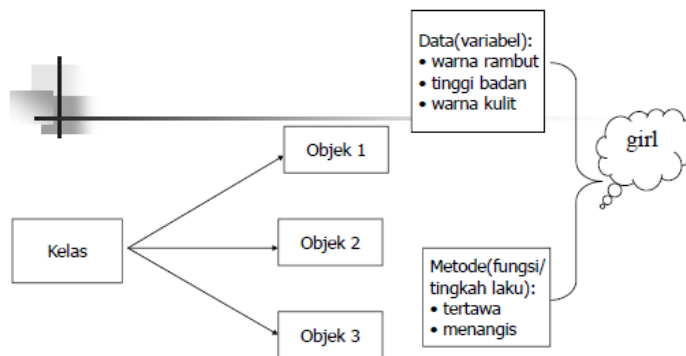 Data(variabel):
• warna rambut
• tinggi badan
• warna kulit
girl
Objek 1
Kelas
Objek 2
Objek 3
Metode(fungsi/
tingkah laku):
• tertawa
• menangis